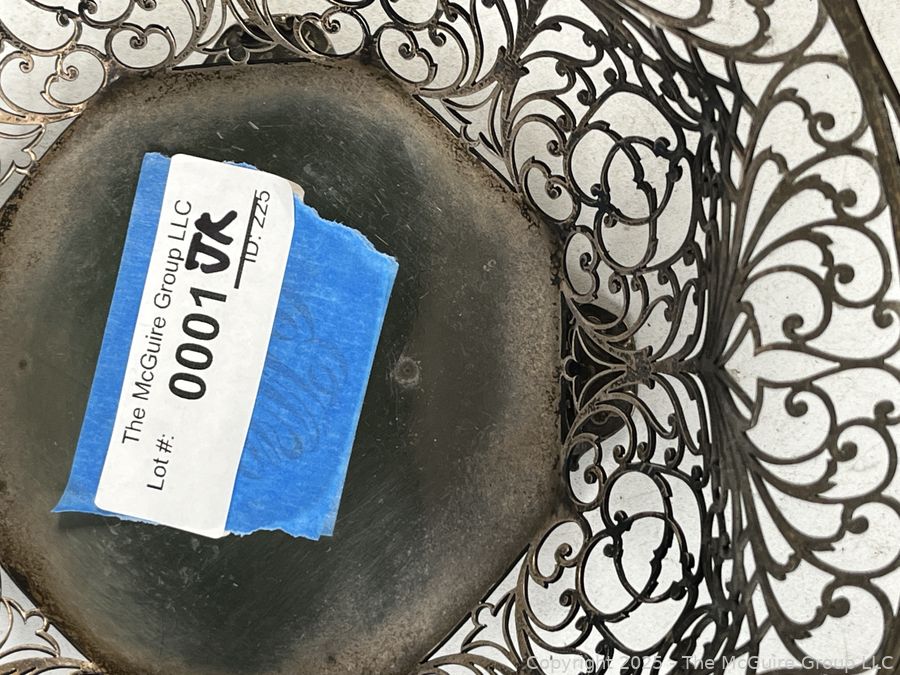 The McGuire Group LLC
Lot #: 0001 JK
ID: 225
Copyright 2025 - The McGuire Group LLC